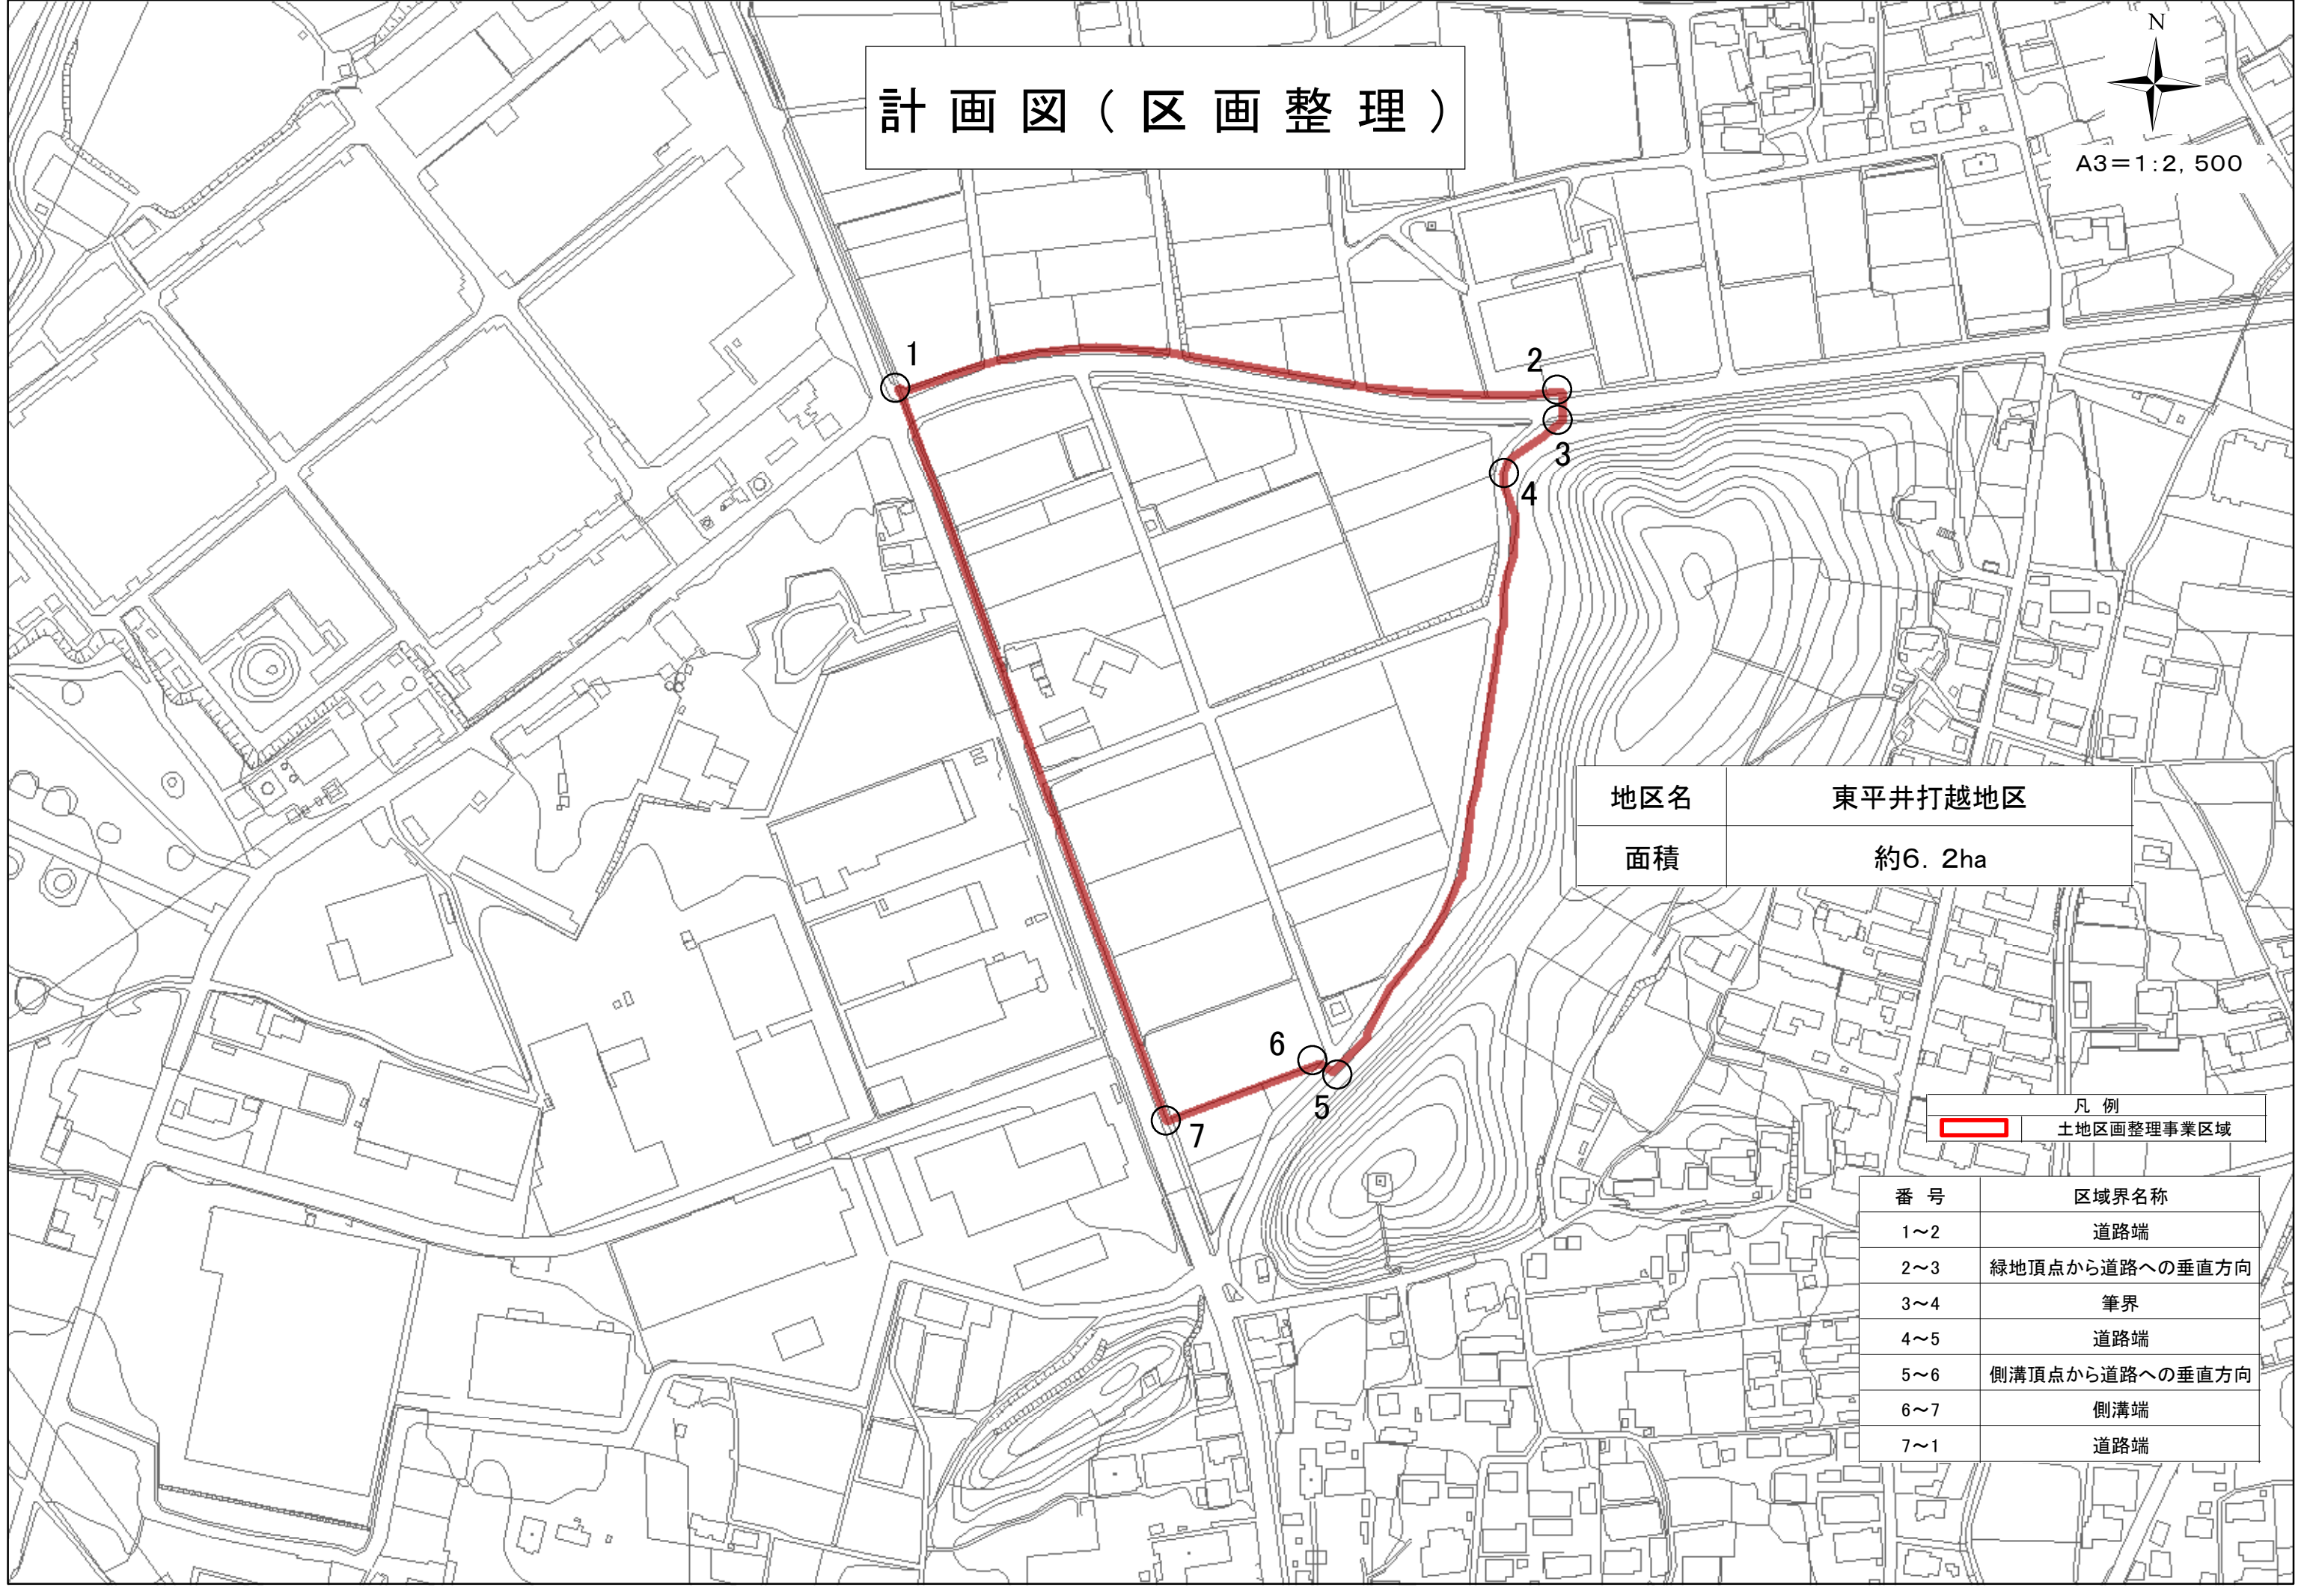 計画図(区画整理)
N
A3=1:2,500
1
2
3
4
5
6
7
地区名 東平井打越地区
面積 約6.2ha
凡例
土地区画整理事業区域
番号 区域界名称
1～2 道路端
2～3 緑地頂点から道路への垂直方向
3～4 筆界
4～5 道路端
5～6 側溝頂点から道路への垂直方向
6～7 側溝端
7～1 道路端